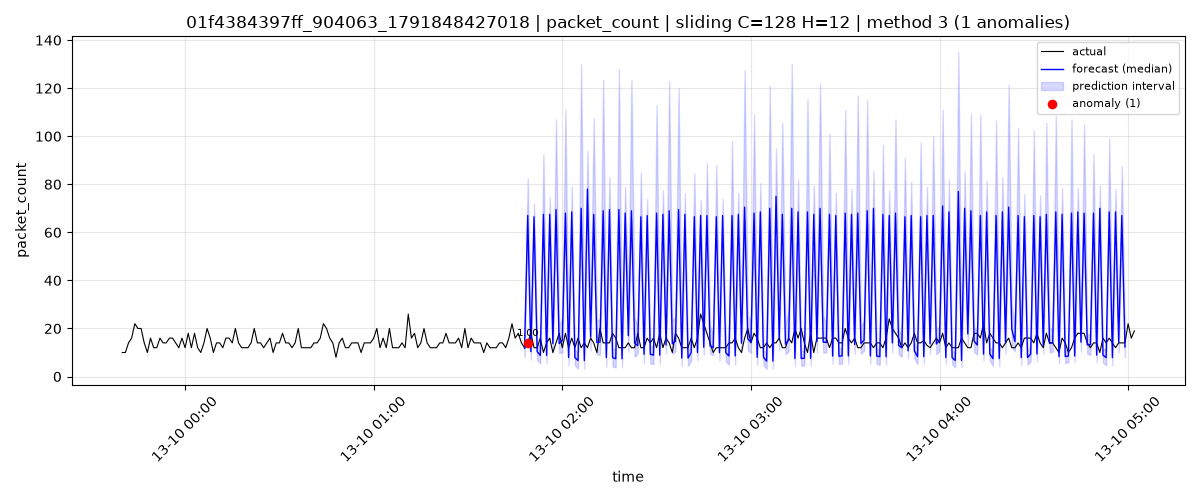 01f4384397ff_904063_1791848427018 | packet_count | sliding C=128 H=12 | method 3 (1 anomalies)
actual
forecast (median)
prediction interval
anomaly (1)
packet_count
140
120
100
80
60
40
20
0
1.00
13-10 00:00
13-10 01:00
13-10 02:00
13-10 03:00
13-10 04:00
13-10 05:00
time